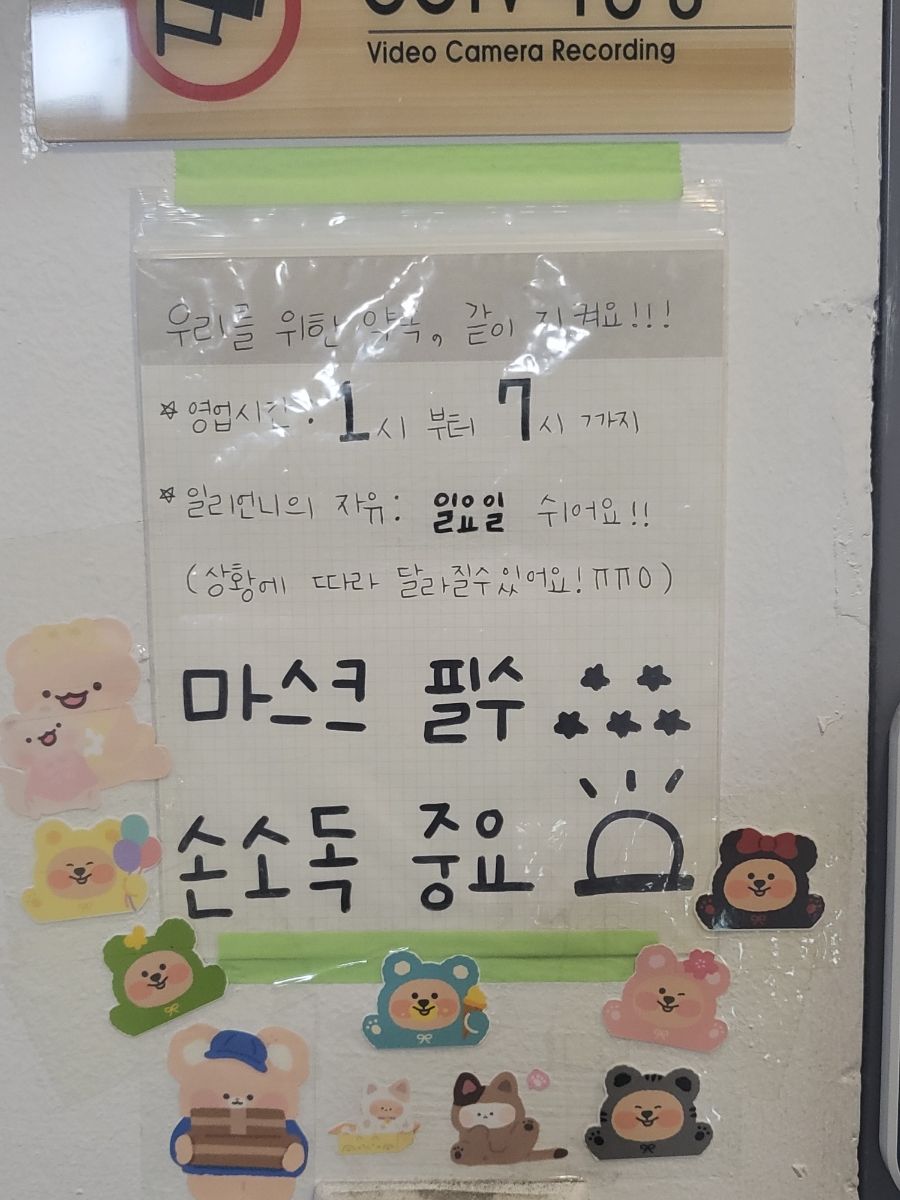 Video Camera Recording
우리를 위한 약속. 같이 지켜요!!!
☆ 영업시간 : 1시 부터 7시 까지
☆ 일리언니의 자유: 일요일 쉬어요!!
(상황에 따라 달라질수있어요!ㅠㅠㅇ)
마스크 필수 ★★★★★
손소독 중요